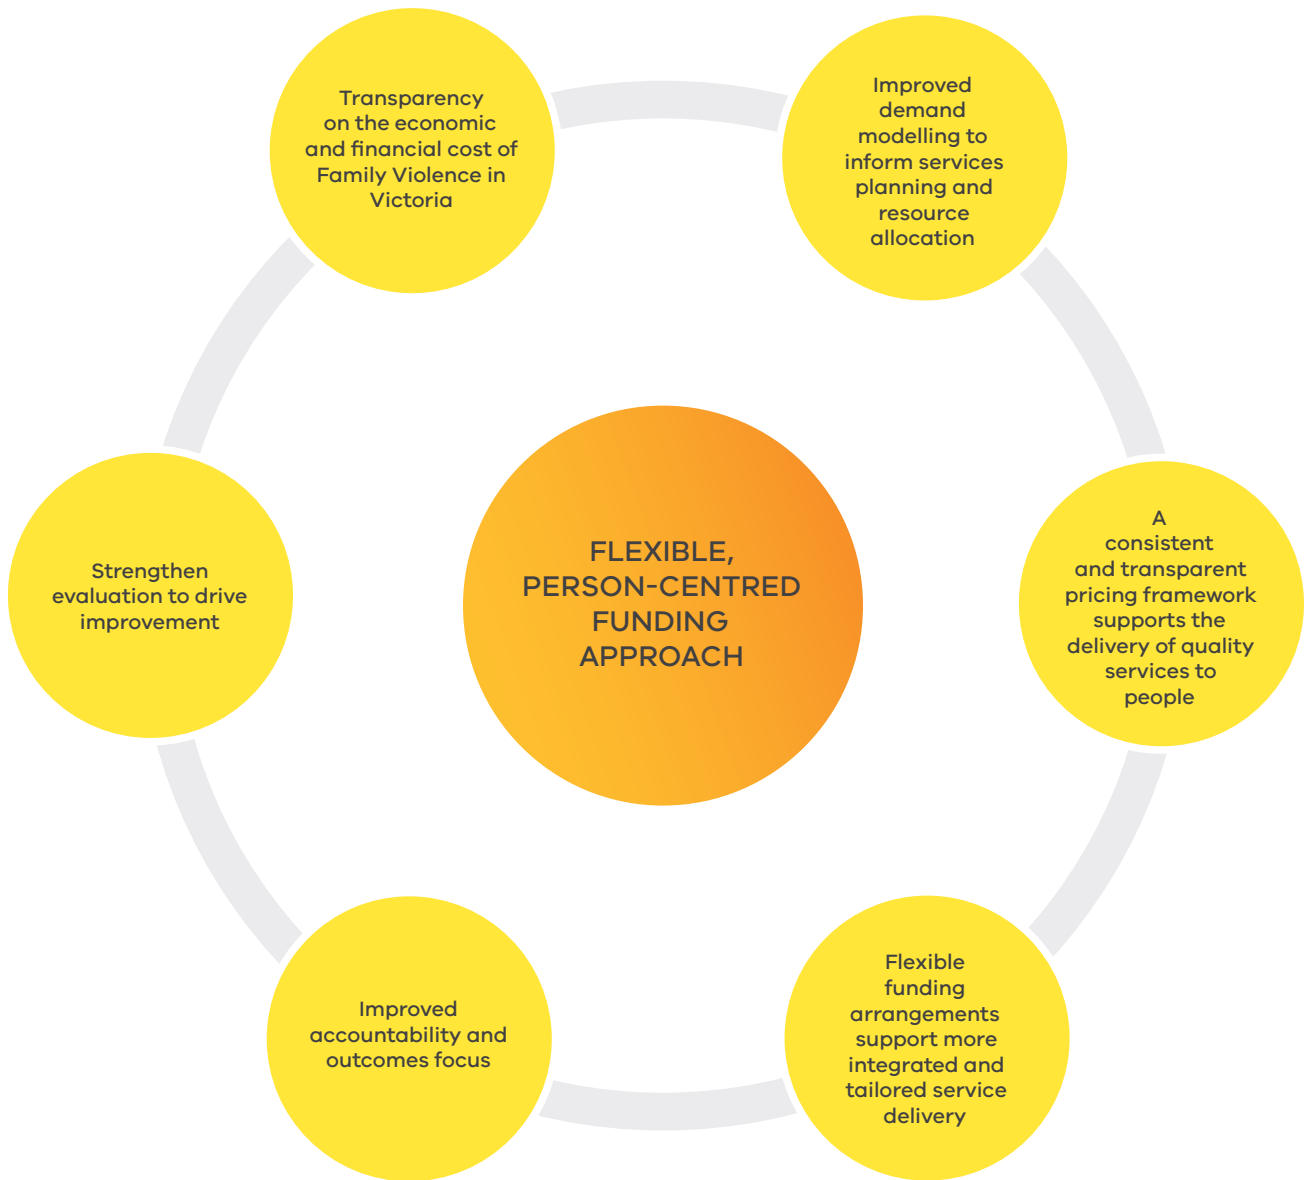 Transparency
on the economic
and financial cost of
Family Violence in
Victoria
Improved
demand
modelling to
inform services
planning and
resource
allocation
A
consistent
and transparent
pricing framework
supports the
delivery of quality
services to
people
Flexible
funding
arrangements
support more
integrated and
tailored service
delivery
Improved
accountability and
outcomes focus
Strengthen
evaluation to drive
improvement
FLEXIBLE,
PERSON-CENTRED
FUNDING
APPROACH